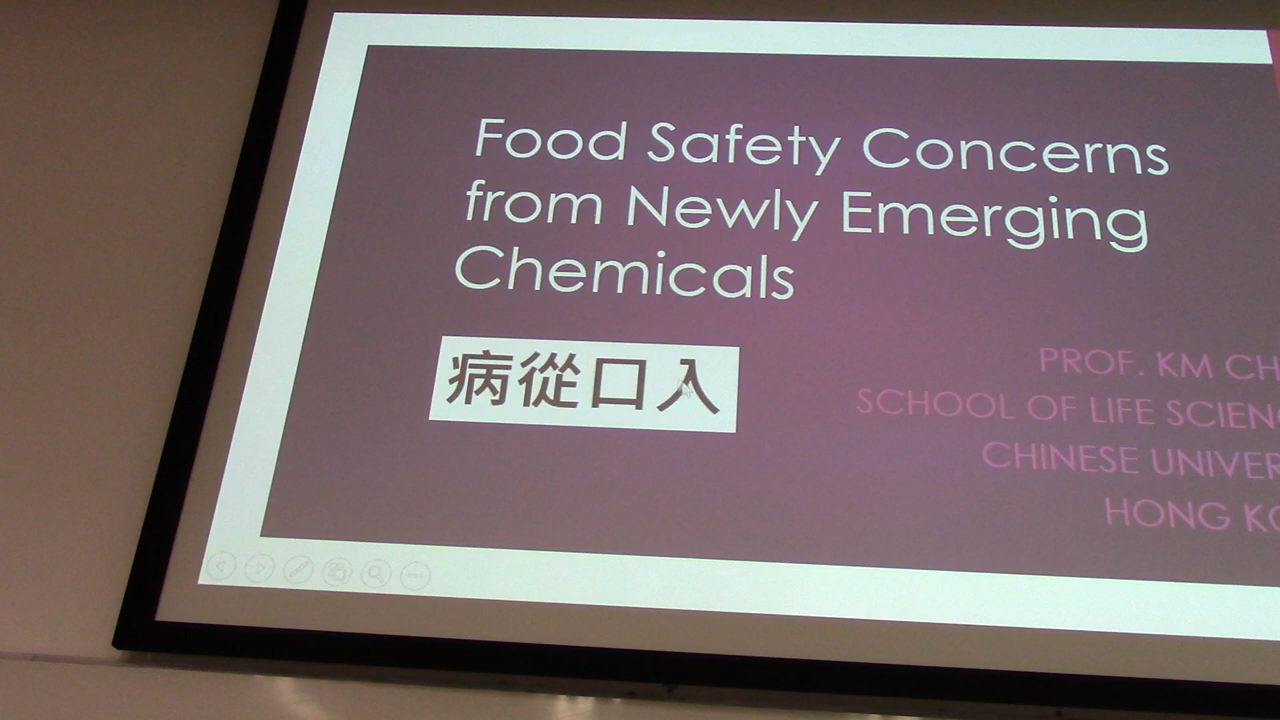 Food Safety Concerns
from Newly Emerging
Chemicals
病從口入
PROF. KM
SCHOOL OF LIFE
CHINESE
HONG